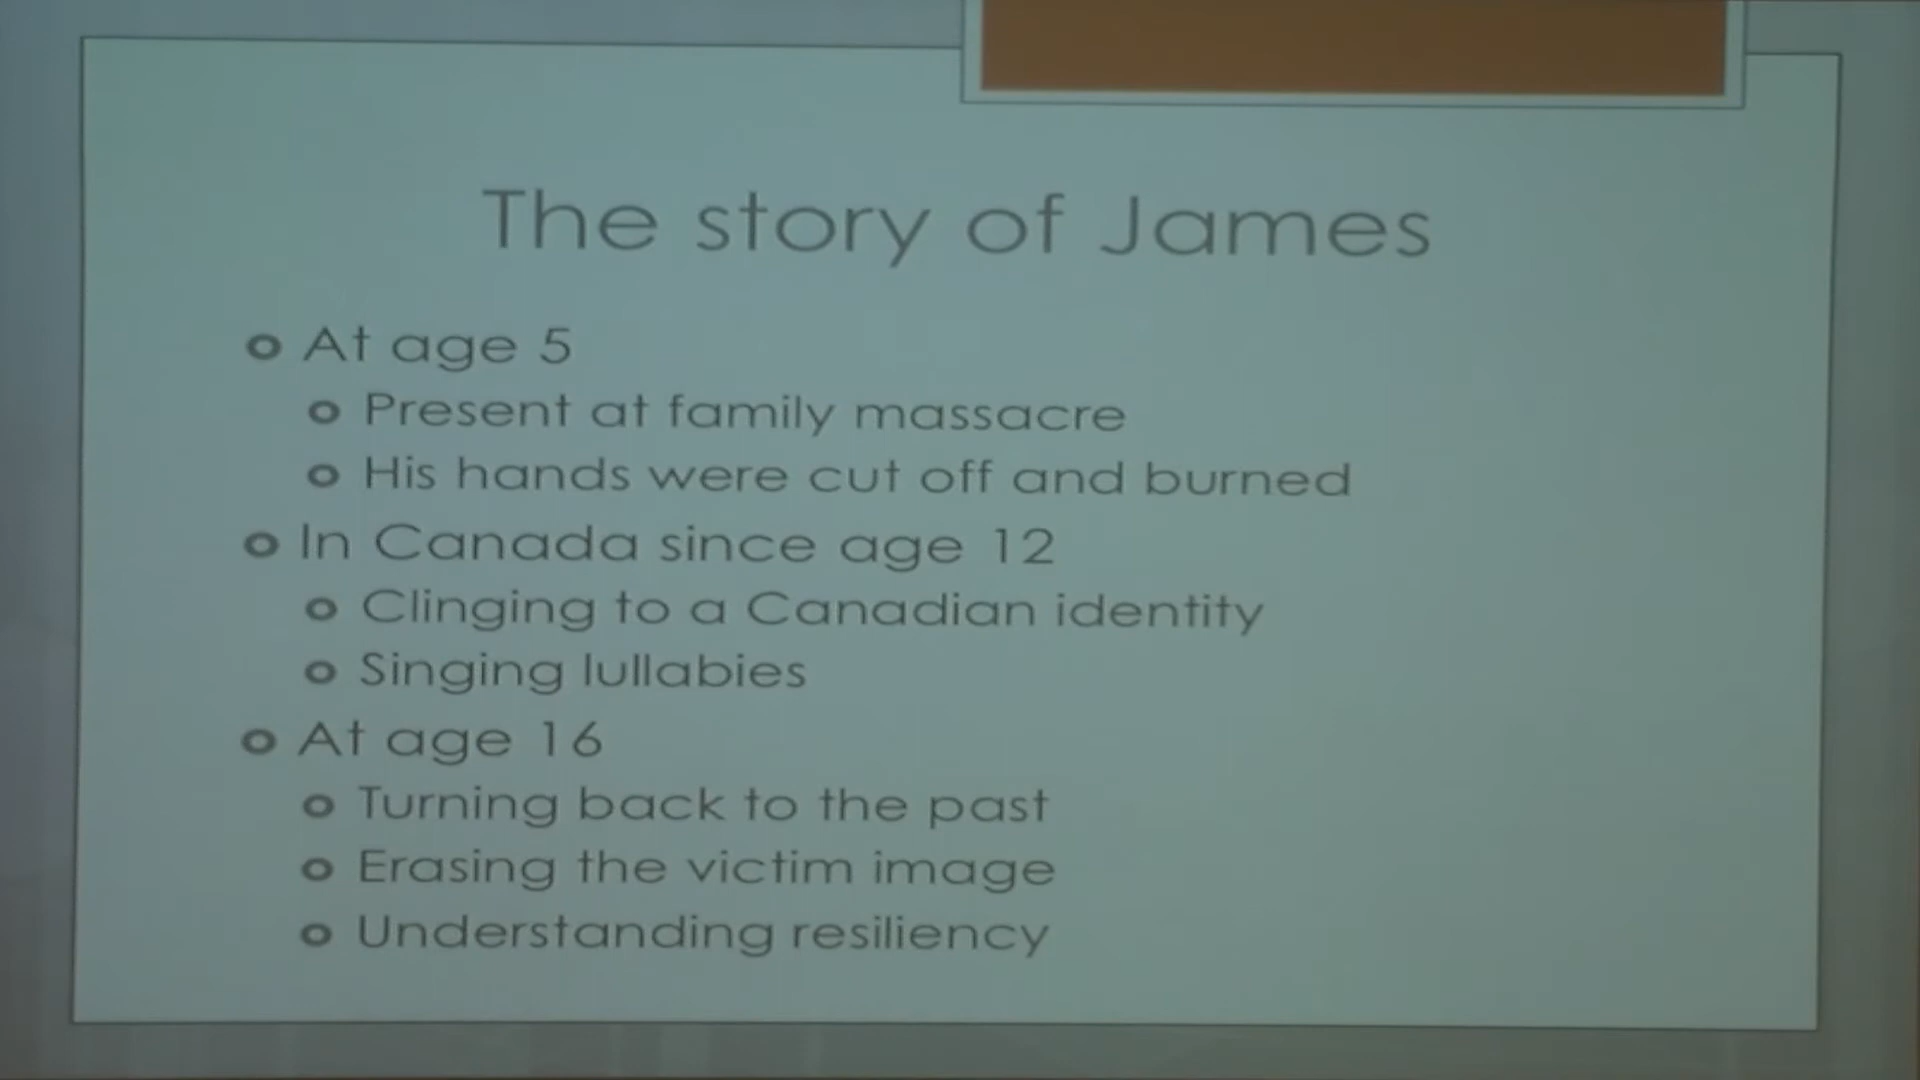 The story of James
At age 5
Present at family massacre
His hands were cut off and burned
In Canada since age 12
Clinging to a Canadian identity
Singing lullabies
At age 16
Turning back to the past
Erasing the victim image
Understanding resiliency